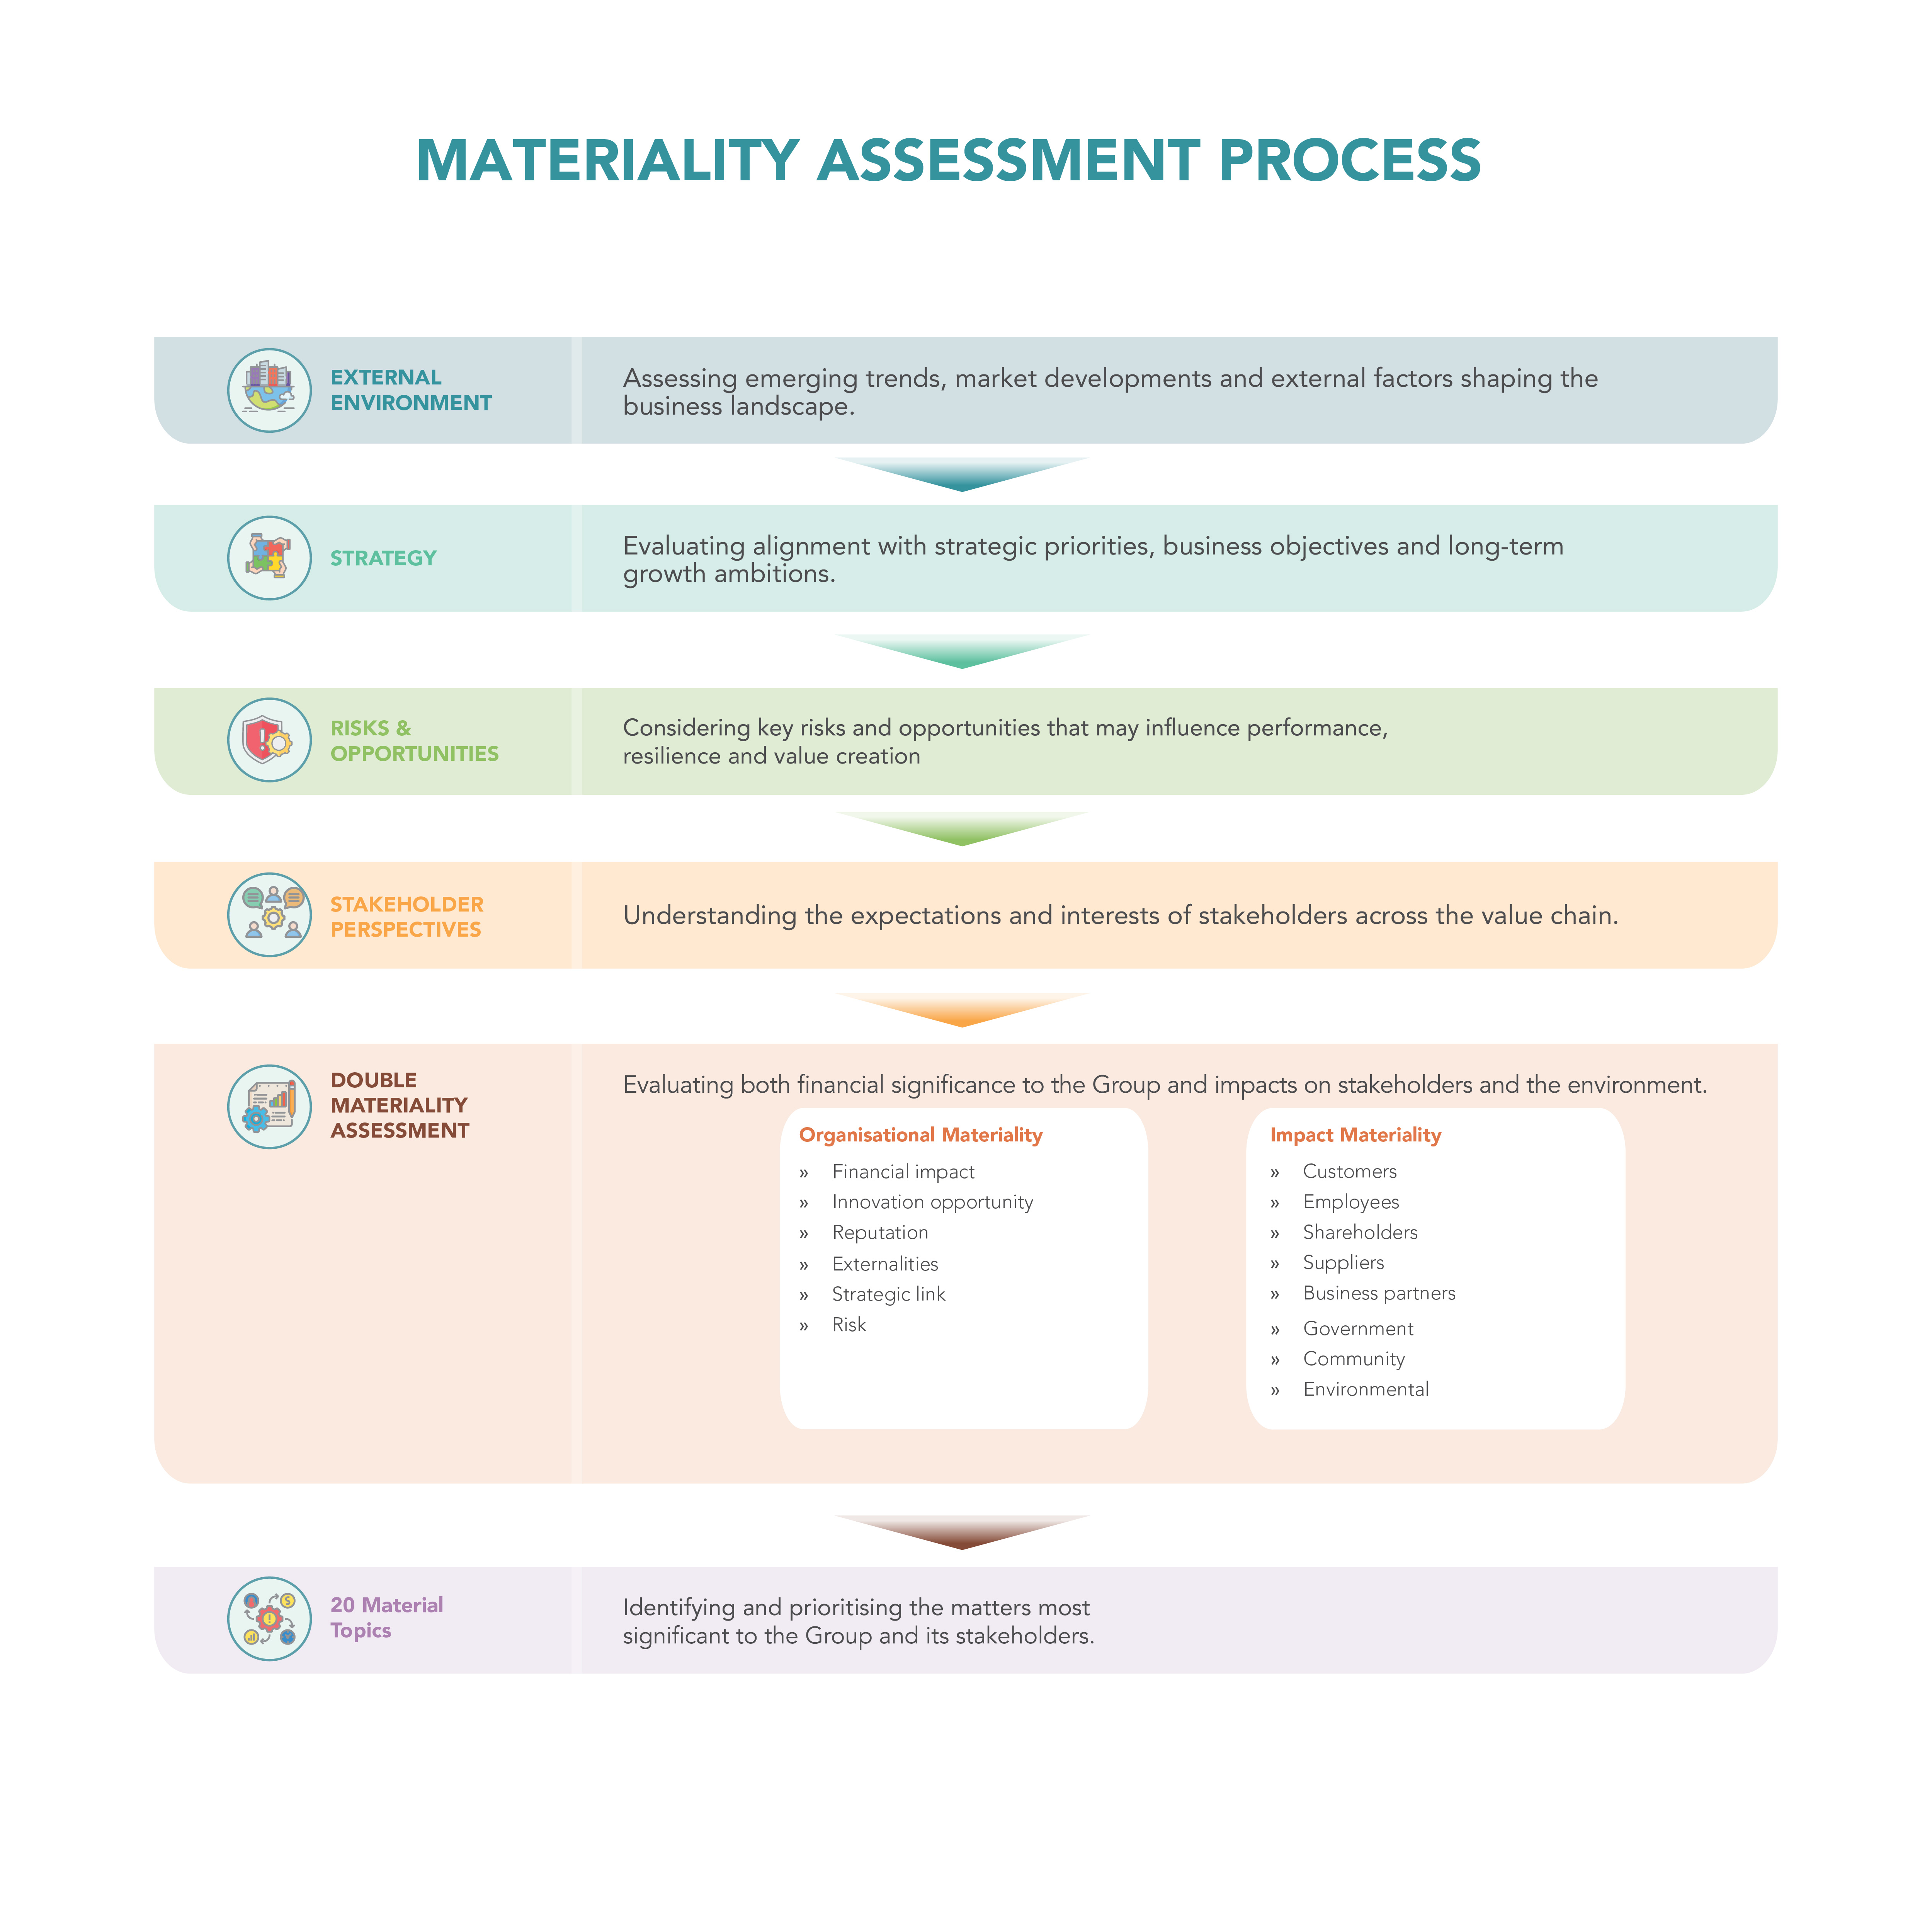 MATERIALITY ASSESSMENT PROCESS
EXTERNAL
ENVIRONMENT
Assessing emerging trends, market developments and external factors shaping the
business landscape.
STRATEGY
Evaluating alignment with strategic priorities, business objectives and long-term
growth ambitions.
RISKS &
OPPORTUNITIES
Considering key risks and opportunities that may influence performance,
resilience and value creation
STAKEHOLDER
PERSPECTIVES
Understanding the expectations and interests of stakeholders across the value chain.
DOUBLE
MATERIALITY
ASSESSMENT
Evaluating both financial significance to the Group and impacts on stakeholders and the environment.
Organisational Materiality
» Financial impact
» Innovation opportunity
» Reputation
» Externalities
» Strategic link
» Risk
Impact Materiality
» Customers
» Employees
» Shareholders
» Suppliers
» Business partners
» Government
» Community
» Environmental
20 Material
Topics
Identifying and prioritising the matters most
significant to the Group and its stakeholders.